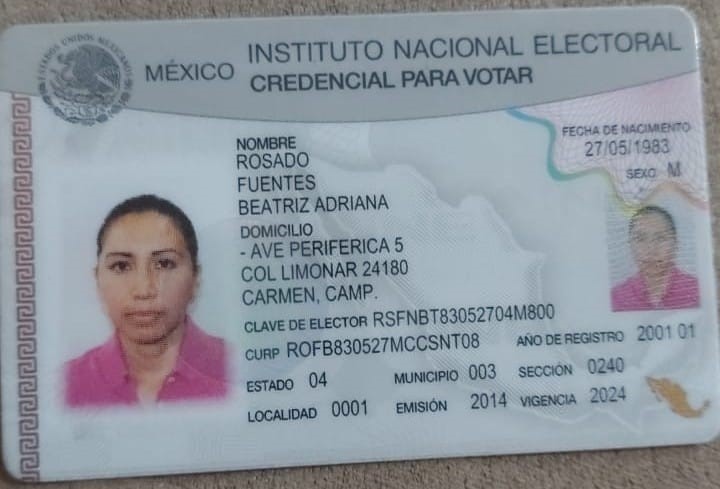 ESTADOS UNIDOS MEXICANOS
MÉXICO INSTITUTO NACIONAL ELECTORAL
CREDENCIAL PARA VOTAR
NOMBRE
ROSADO
FUENTES
BEATRIZ ADRIANA
FECHA DE NACIMIENTO
27/05/1983
SEXO M
DOMICILIO
- AVE PERIFERICA 5
COL LIMONAR 24180
CARMEN, CAMP.
CLAVE DE ELECTOR RSFNBT83052704M800
CURP ROFB830527MCCSNT08 AÑO DE REGISTRO 2001 01
ESTADO 04 MUNICIPIO 003 SECCIÓN 0240
LOCALIDAD 0001 EMISIÓN 2014 VIGENCIA 2024